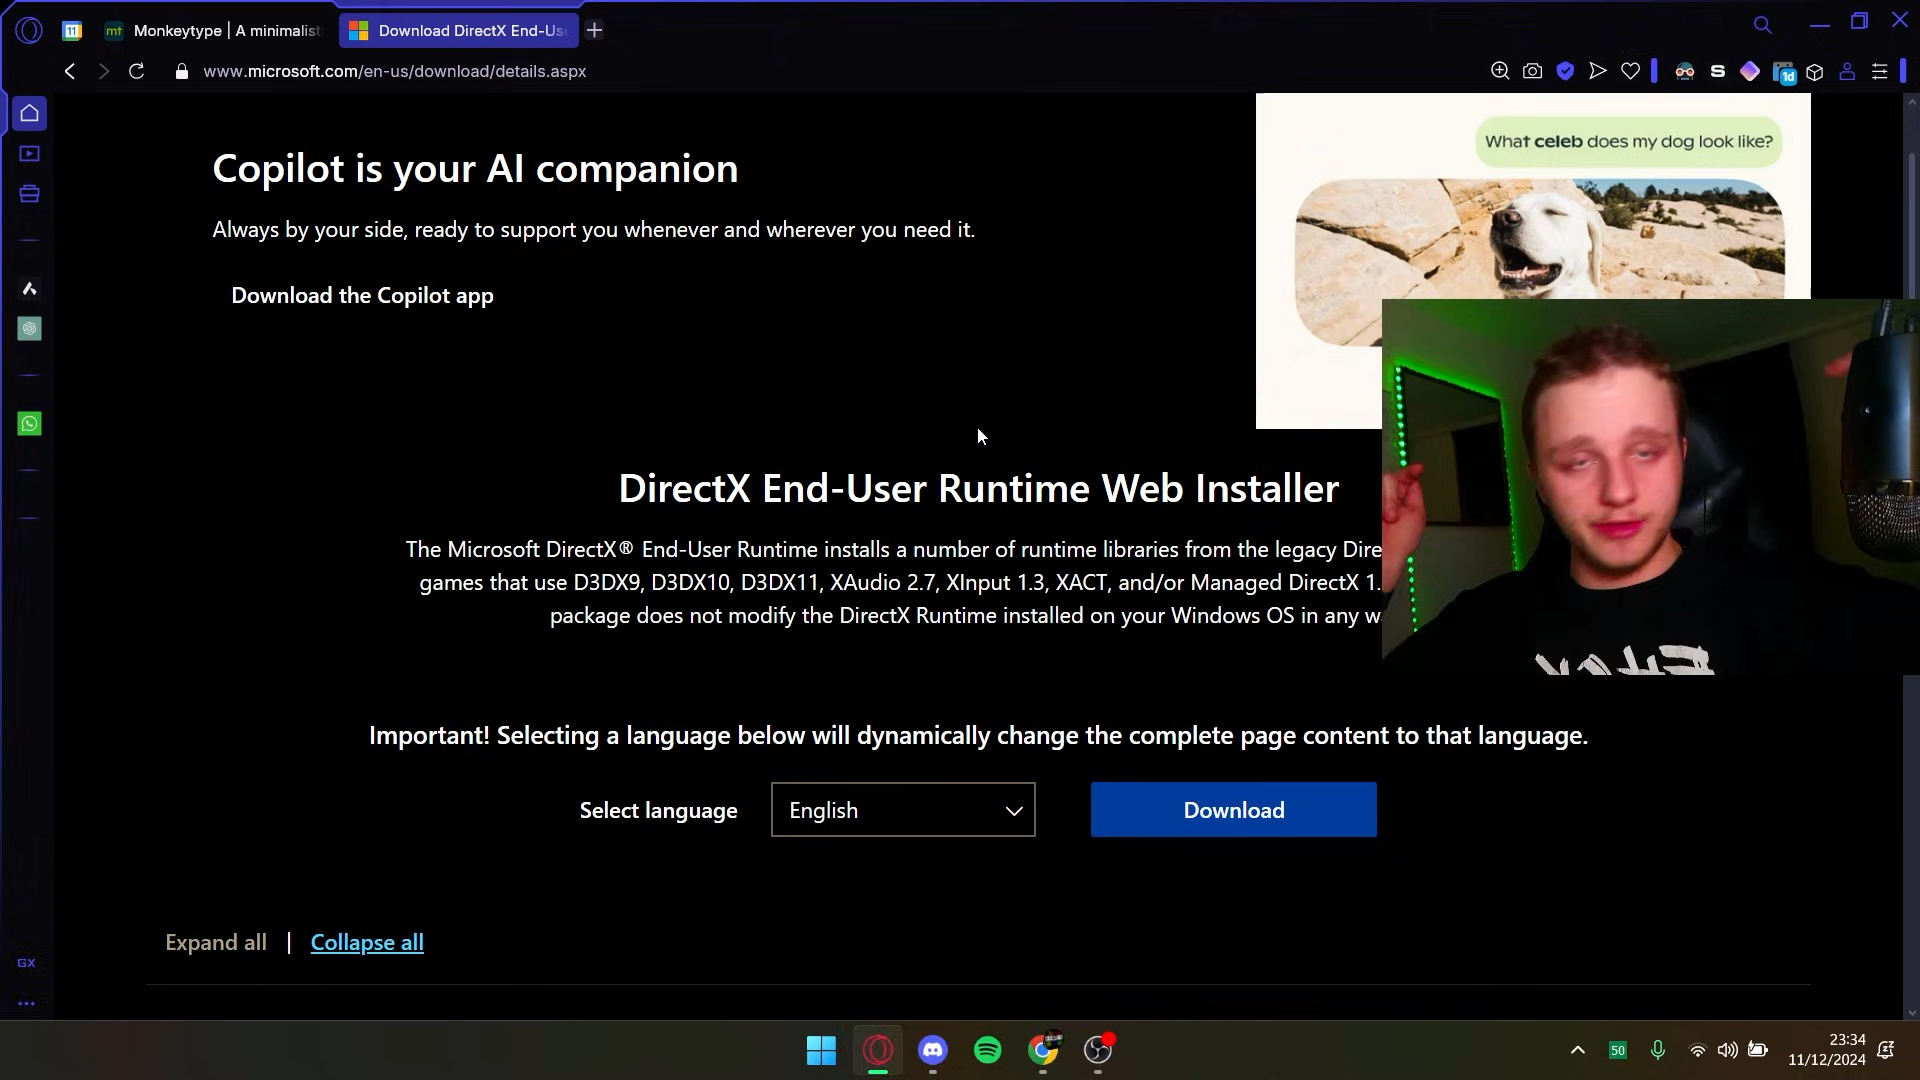 11
mt
Monkeytype | A minimalist
Download DirectX End-Us
www.microsoft.com/en-us/download/details.aspx
S
1d
Copilot is your AI companion
Always by your side, ready to support you whenever and wherever you need it.
Download the Copilot app
What celeb does my dog look like?
DirectX End-User Runtime Web Installer
The Microsoft DirectX® End-User Runtime installs a number of runtime libraries from the legacy Dire
games that use D3DX9, D3DX10, D3DX11, XAudio 2.7, XInput 1.3, XACT, and/or Managed DirectX 1.
package does not modify the DirectX Runtime installed on your Windows OS in any w
Important! Selecting a language below will dynamically change the complete page content to that language.
Select language
English
Download
Expand all | Collapse all
GX
50
23:34
11/12/2024